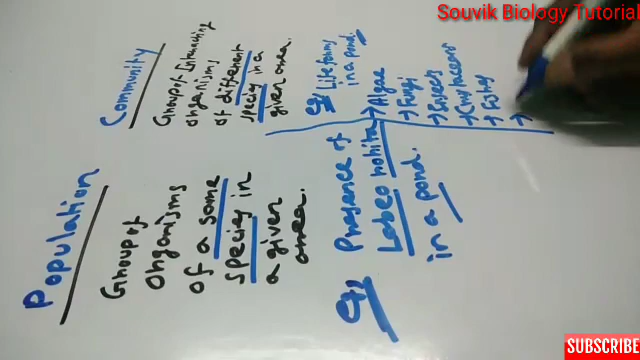 Souvik Biology Tutorial
Population
Group of
organisms
of a same
species in
a given
area.
eg,
Presence of
Labeo rohita
in a pond.
Community
Group of Interacting
organisms
of different
species in a
given area.
eg, Life forms
in a pond.
→ Algae
→ Fungi
→ Insects
→ Crustaceans
→ Fishes
→
SUBSCRIBE